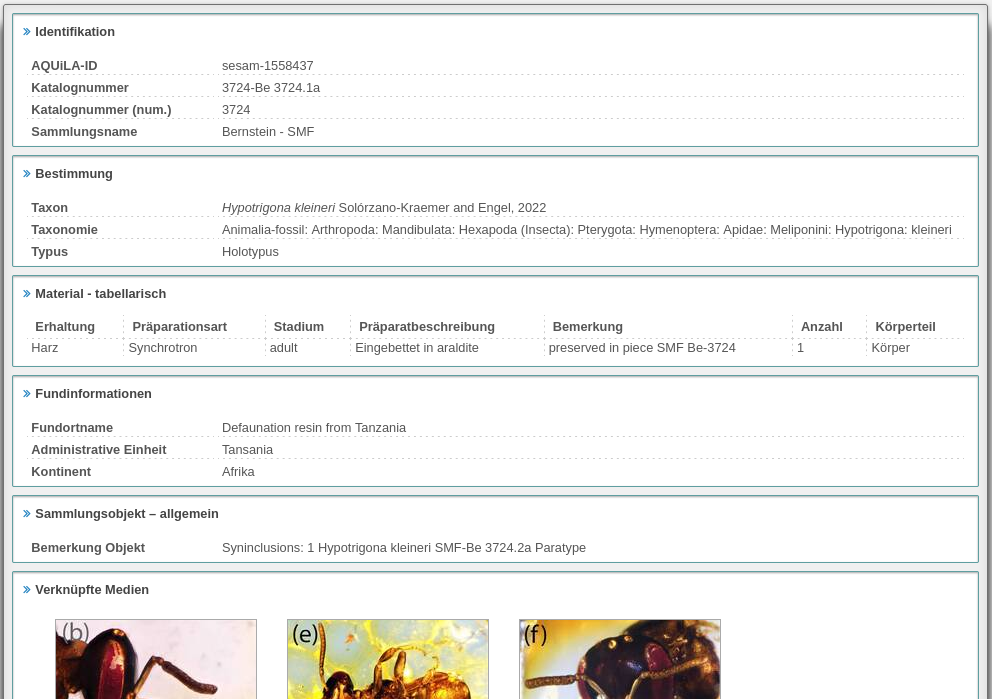 Identifikation
AQUiLA-ID sesam-1558437
Katalognummer 3724-Be 3724.1a
Katalognummer (num.) 3724
Sammlungsname Bernstein - SMF
Bestimmung
Taxon Hypotrigona kleineri Solórzano-Kraemer and Engel, 2022
Taxonomie Animalia-fossil: Arthropoda: Mandibulata: Hexapoda (Insecta): Pterygota: Hymenoptera: Apidae: Meliponini: Hypotrigona: kleineri
Typus Holotypus
Material - tabellarisch
Erhaltung Präparationsart Stadium Präparatbeschreibung Bemerkung Anzahl Körperteil
Harz Synchrotron adult Eingebettet in araldite preserved in piece SMF Be-3724 1 Körper
Fundinformationen
Fundortname Defaunation resin from Tanzania
Administrative Einheit Tansania
Kontinent Afrika
Sammlungsobjekt – allgemein
Bemerkung Objekt Syninclusions: 1 Hypotrigona kleineri SMF-Be 3724.2a Paratype
Verknüpfte Medien
(b) (e) (f)